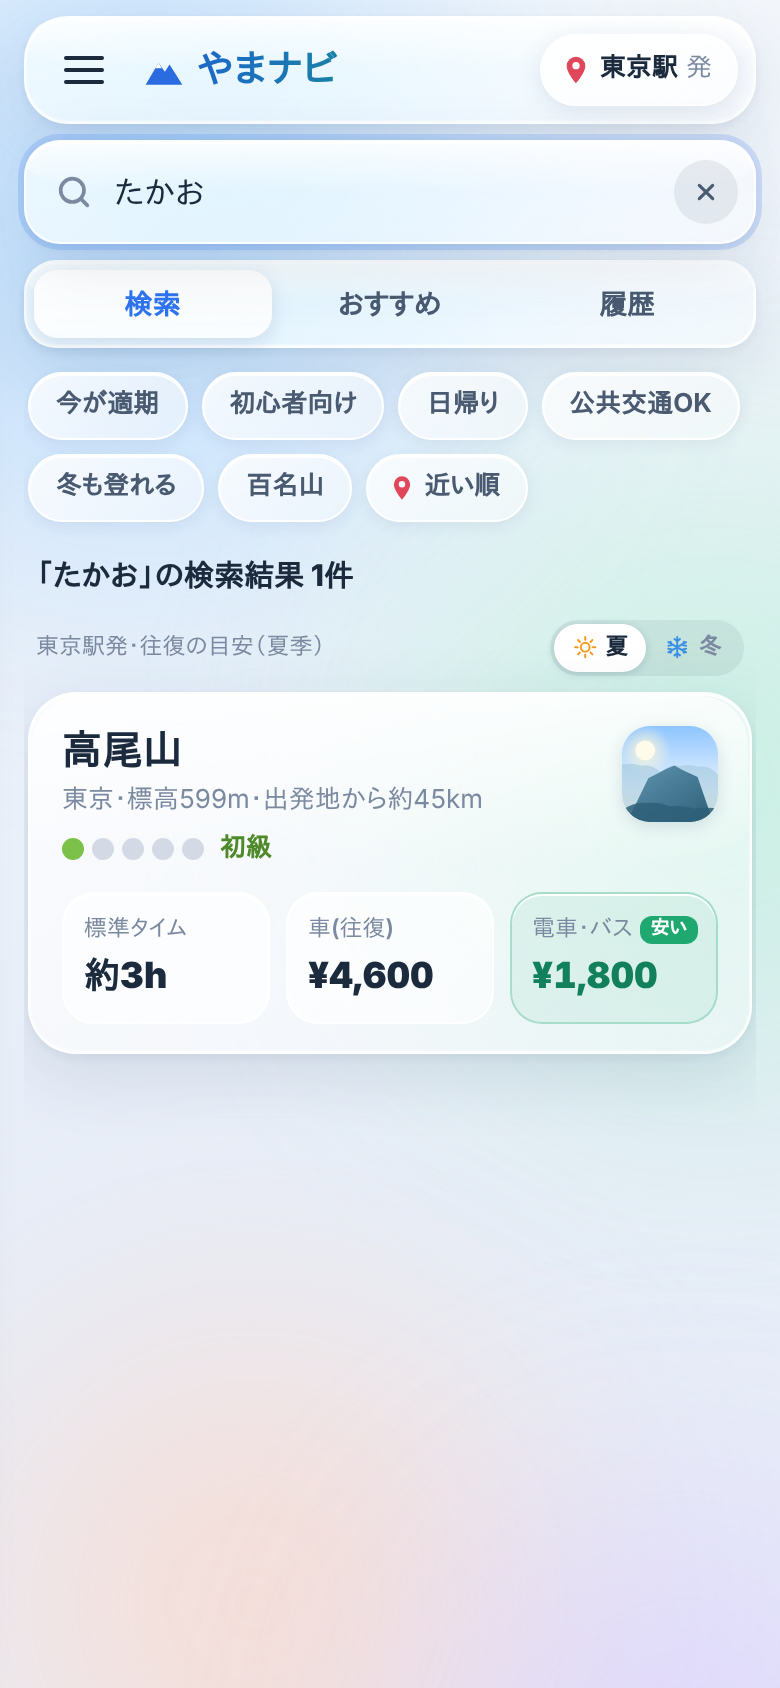 やまナビ
東京駅 発
たかお
検索 おすすめ 履歴
今が適期 初心者向け 日帰り 公共交通OK
冬も登れる 百名山 近い順
「たかお」の検索結果 1件
東京駅発・往復の目安（夏季） 夏 冬
高尾山
東京・標高599m・出発地から約45km
初級
標準タイム 車(往復) 電車・バス 安い
約3h ¥4,600 ¥1,800